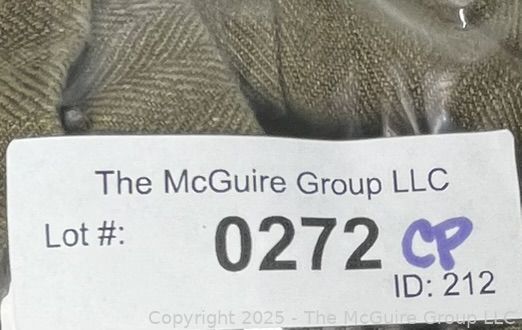 The McGuire Group LLC
Lot #: 0272 CP
ID: 212
Copyright 2025 - The McGuire Group LLC